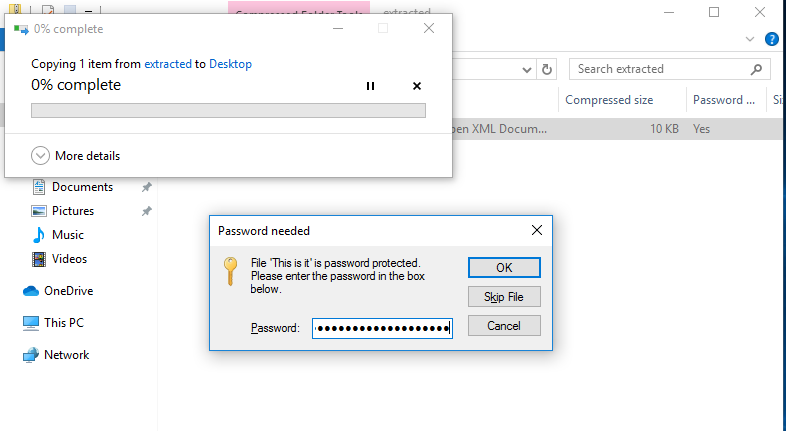 Compressed Folder Tools
extracted
0% complete
Copying 1 item from extracted to Desktop
0% complete
More details
Search extracted
Compressed size
Password ...
pen XML Docum...
10 KB
Yes
Documents
Pictures
Music
Videos
OneDrive
This PC
Network
Password needed
File 'This is it' is password protected.
Please enter the password in the box
below.
Password:
OK
Skip File
Cancel